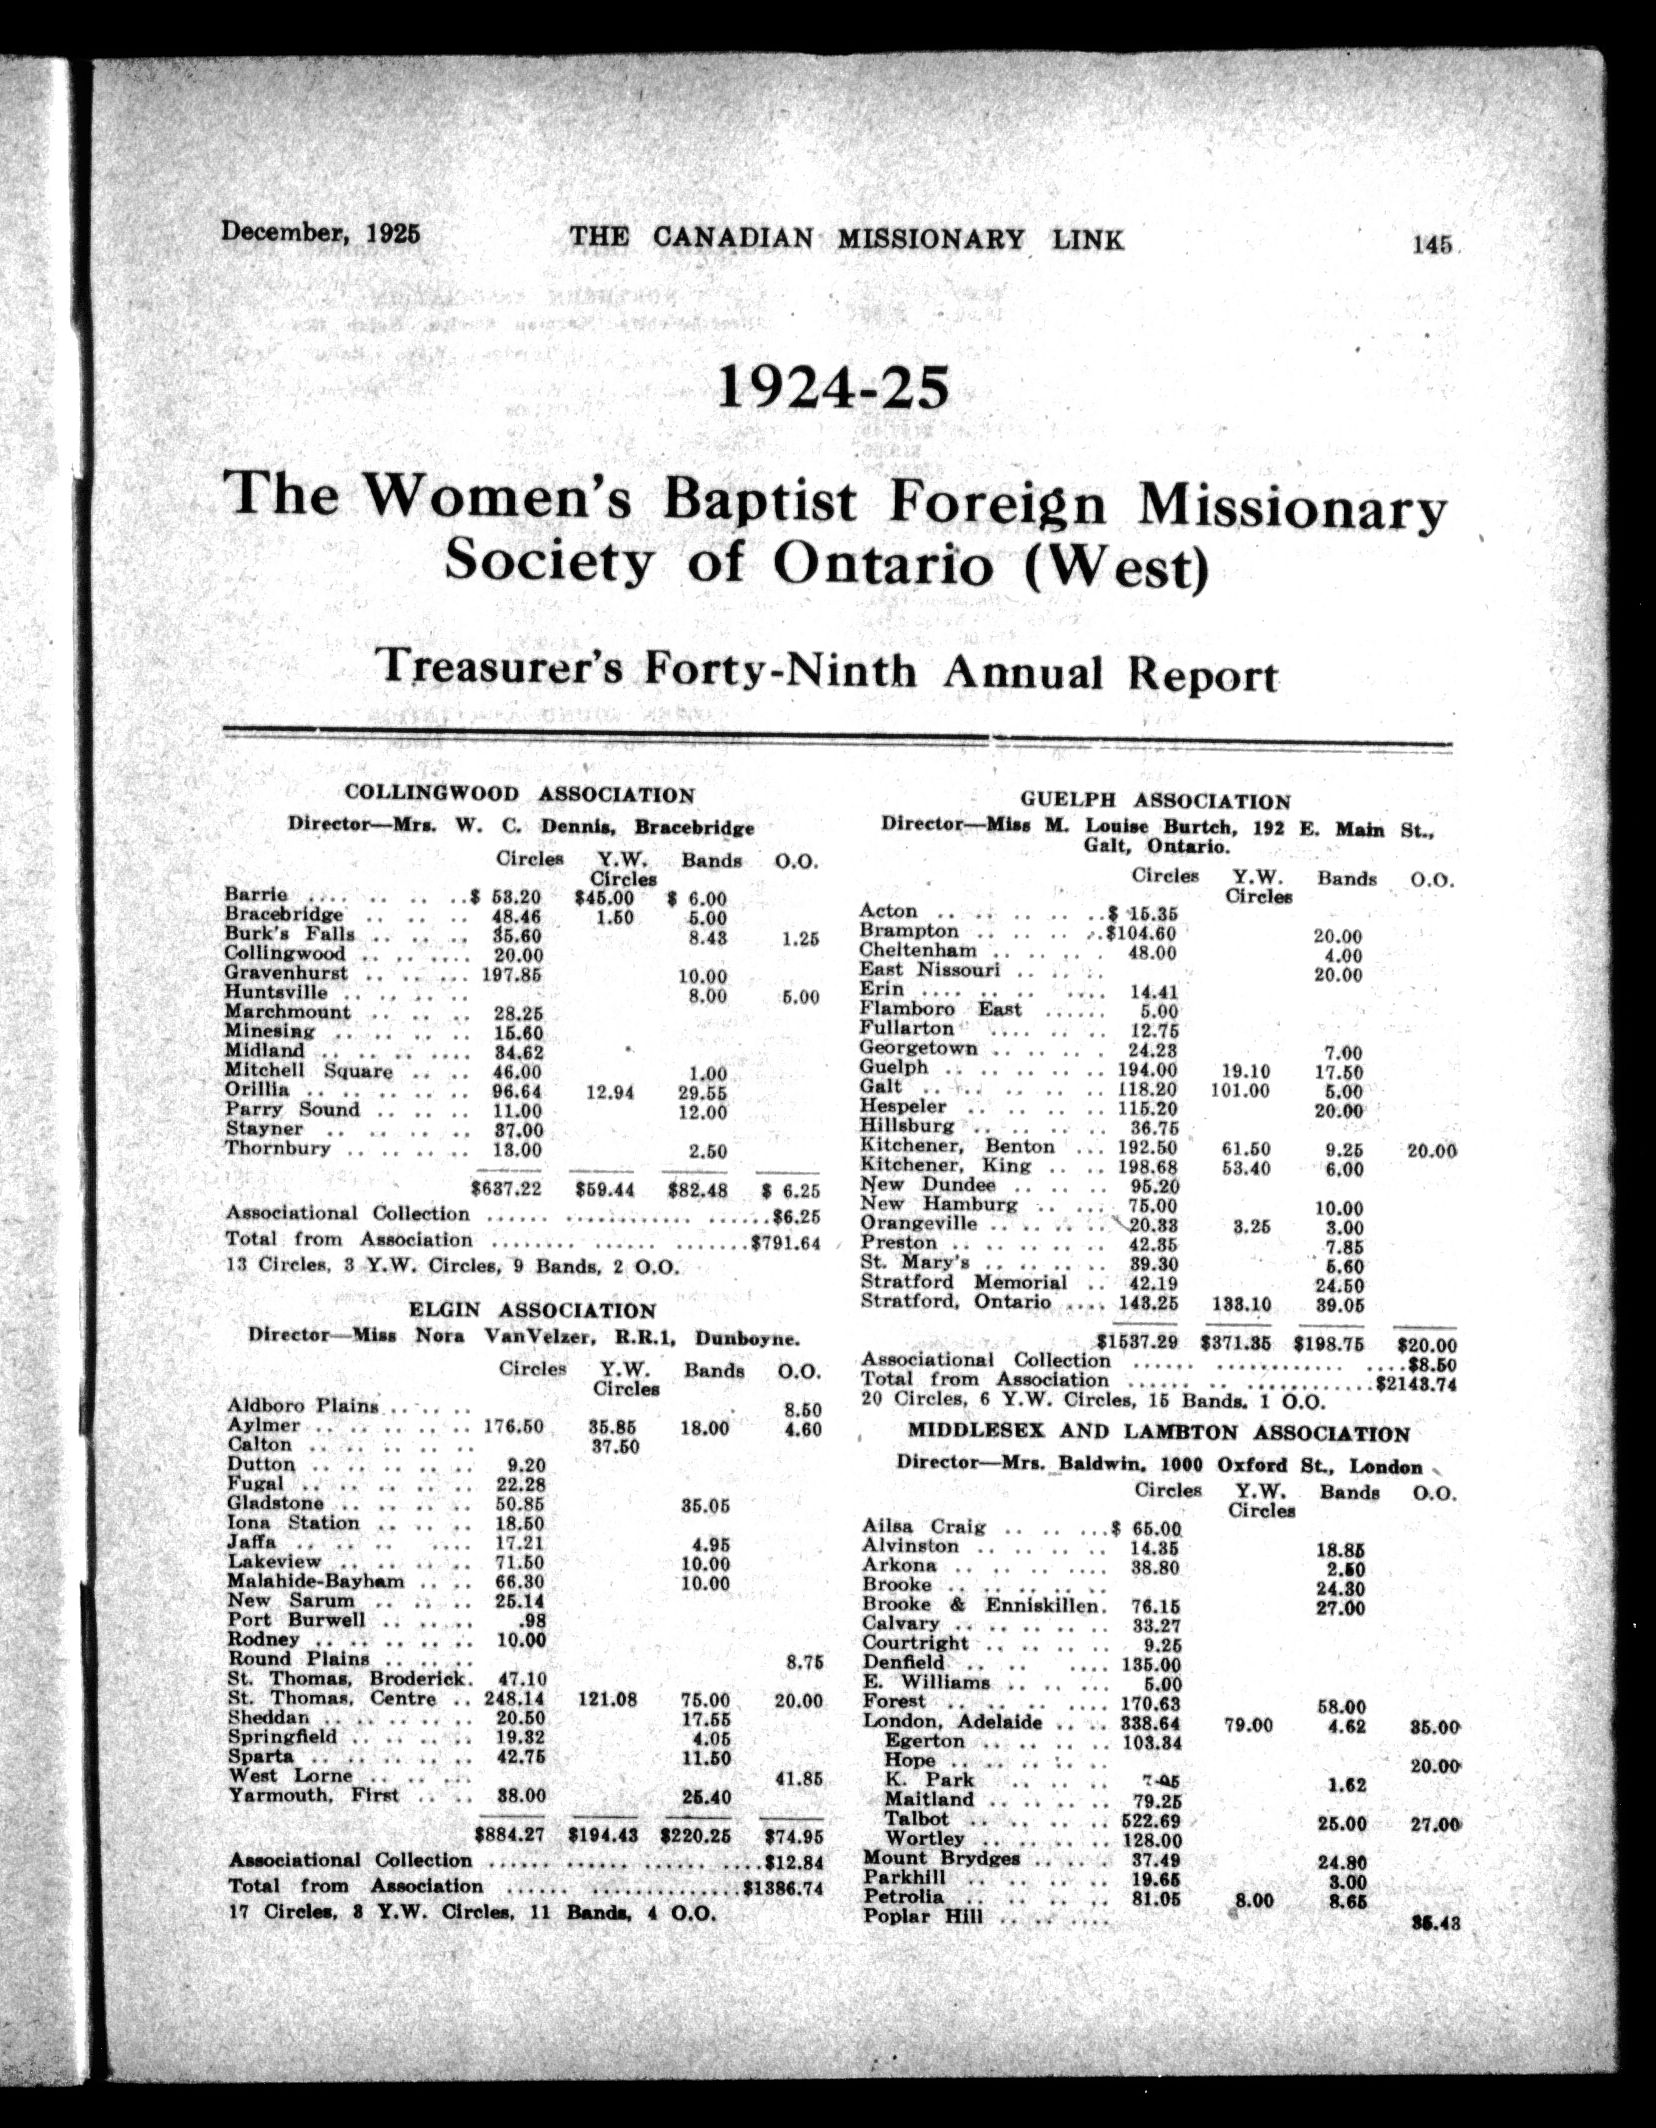 December, 1925 THE CANADIAN MISSIONARY LINK 145
1924-25
The Women's Baptist Foreign Missionary
Society of Ontario (West)
Treasurer's Forty-Ninth Annual Report
COLLINGWOOD ASSOCIATION
Director—Mrs. W. C. Dennis, Bracebridge
Circles Y.W. Bands O.O.
Circles
Barrie .... .. .. ..$ 53.20 $45.00 $ 6.00
Bracebridge .. .. .. 48.46 1.50 5.00
Burk's Falls .. .. .. 35.60 8.43 1.25
Collingwood .. .. .... 20.00
Gravenhurst .. .. ... 197.85 10.00
Huntsville .. .. .. .. 8.00 5.00
Marchmount .. .. .. 28.25
Minesing .. .. .. .. 15.60
Midland .. .. .. .... 34.62
Mitchell Square .. .. 46.00 1.00
Orillia .. .. .. .. .. 96.64 12.94 29.55
Parry Sound .. .. .. 11.00 12.00
Stayner .. .. .. .. 37.00
Thornbury .. .. .. .. 13.00 2.50
$637.22 $59.44 $82.48 $ 6.25
Associational Collection ...... ............ ......$6.25
Total from Association ........ ...... .......$791.64
13 Circles, 3 Y.W. Circles, 9 Bands, 2 O.O.
ELGIN ASSOCIATION
Director—Miss Nora VanVelzer, R.R.1, Dunboyne.
Circles Y.W. Bands O.O.
Circles
Aldboro Plains .. .. .. 8.50
Aylmer .. .. .. .. .. 176.50 35.85 18.00 4.60
Calton .. .. .. .. .. 37.50
Dutton .. .. .. .. .. 9.20
Fugal .. .. .. .. .. 22.28
Gladstone .. .. .. .. 50.85 35.05
Iona Station .. .. .. 18.50
Jaffa .. .. .. .... 17.21 4.95
Lakeview .. .. .. .. 71.50 10.00
Malahide-Bayham .. .. 66.30 10.00
New Sarum .. .. .. 25.14
Port Burwell .. .. .. .98
Rodney .. .. .. .. .. 10.00
Round Plains .. .. .. 8.75
St. Thomas, Broderick. 47.10
St. Thomas, Centre .. 248.14 121.08 75.00 20.00
Sheddan .. .. .. .. .. 20.50 17.55
Springfield .. .. .. .. 19.32 4.05
Sparta .. .. .. .. .. 42.75 11.50
West Lorne .. .. ... 41.85
Yarmouth, First .. .. 38.00 25.40
$884.27 $194.43 $220.25 $74.95
Associational Collection ...... ...... ...... ....$12.84
Total from Association ...... ..............$1386.74
17 Circles, 3 Y.W. Circles, 11 Bands, 4 O.O.
GUELPH ASSOCIATION
Director—Miss M. Louise Burtch, 192 E. Main St.,
Galt, Ontario.
Circles Y.W. Bands O.O.
Circles
Acton .. .. .. .. ..$ 15.35
Brampton .. .. .. ..$104.60 20.00
Cheltenham .. .. .. . 48.00 4.00
East Nissouri .. .. .. 20.00
Erin .... .. .. .... 14.41
Flamboro East ...... 5.00
Fullarton .... .. .. 12.75
Georgetown .. .. .. . 24.23 7.00
Guelph .. .. .. .. .. 194.00 19.10 17.50
Galt .. .. .. .. .. 118.20 101.00 5.00
Hespeler .. .. .. .. 115.20 20.00
Hillsburg .. .. .. .. 36.75
Kitchener, Benton ... 192.50 61.50 9.25 20.00
Kitchener, King .. .. 198.68 53.40 6.00
New Dundee .. .. .. 95.20
New Hamburg .. ... 75.00 10.00
Orangeville .. .. .. .. 20.33 3.25 3.00
Preston .. .. .. .. .. 42.35 7.85
St. Mary's .. .. .. .. 39.30 5.60
Stratford Memorial .. 42.19 24.50
Stratford, Ontario .... 143.25 133.10 39.05
$1537.29 $371.35 $198.75 $20.00
Associational Collection ...... ............ ....$8.50
Total from Association ...... .. ............$2143.74
20 Circles, 6 Y.W. Circles, 15 Bands. 1 O.O.
MIDDLESEX AND LAMBTON ASSOCIATION
Director—Mrs. Baldwin, 1000 Oxford St., London
Circles Y.W. Bands O.O.
Circles
Ailsa Craig .. .. ...$ 65.00
Alvinston .. .. .. .. 14.35 18.85
Arkona .. .. .. .... 38.80 2.50
Brooke .. .. .. .. .. 24.30
Brooke & Enniskillen. 76.15 27.00
Calvary .. .. .. .. .. 33.27
Courtright .. .. .. .. 9.25
Denfield .. .. .... 135.00
E. Williams .. .. ... 5.00
Forest .. .. .. .... 170.63 58.00
London, Adelaide .. .. 338.64 79.00 4.62 35.00
Egerton .. .. .. .. 103.34
Hope .. .. .. .. 20.00
K. Park .. .. .. 7.05 1.62
Maitland .. .. .. .. 79.25
Talbot .. .. .. .. 522.69 25.00 27.00
Wortley .. .. .. .. 128.00
Mount Brydges .. .. . 37.49 24.80
Parkhill .. .. .. .. 19.65 3.00
Petrolia .. .. .. .. 81.05 8.00 8.65
Poplar Hill .. .. .... 35.43